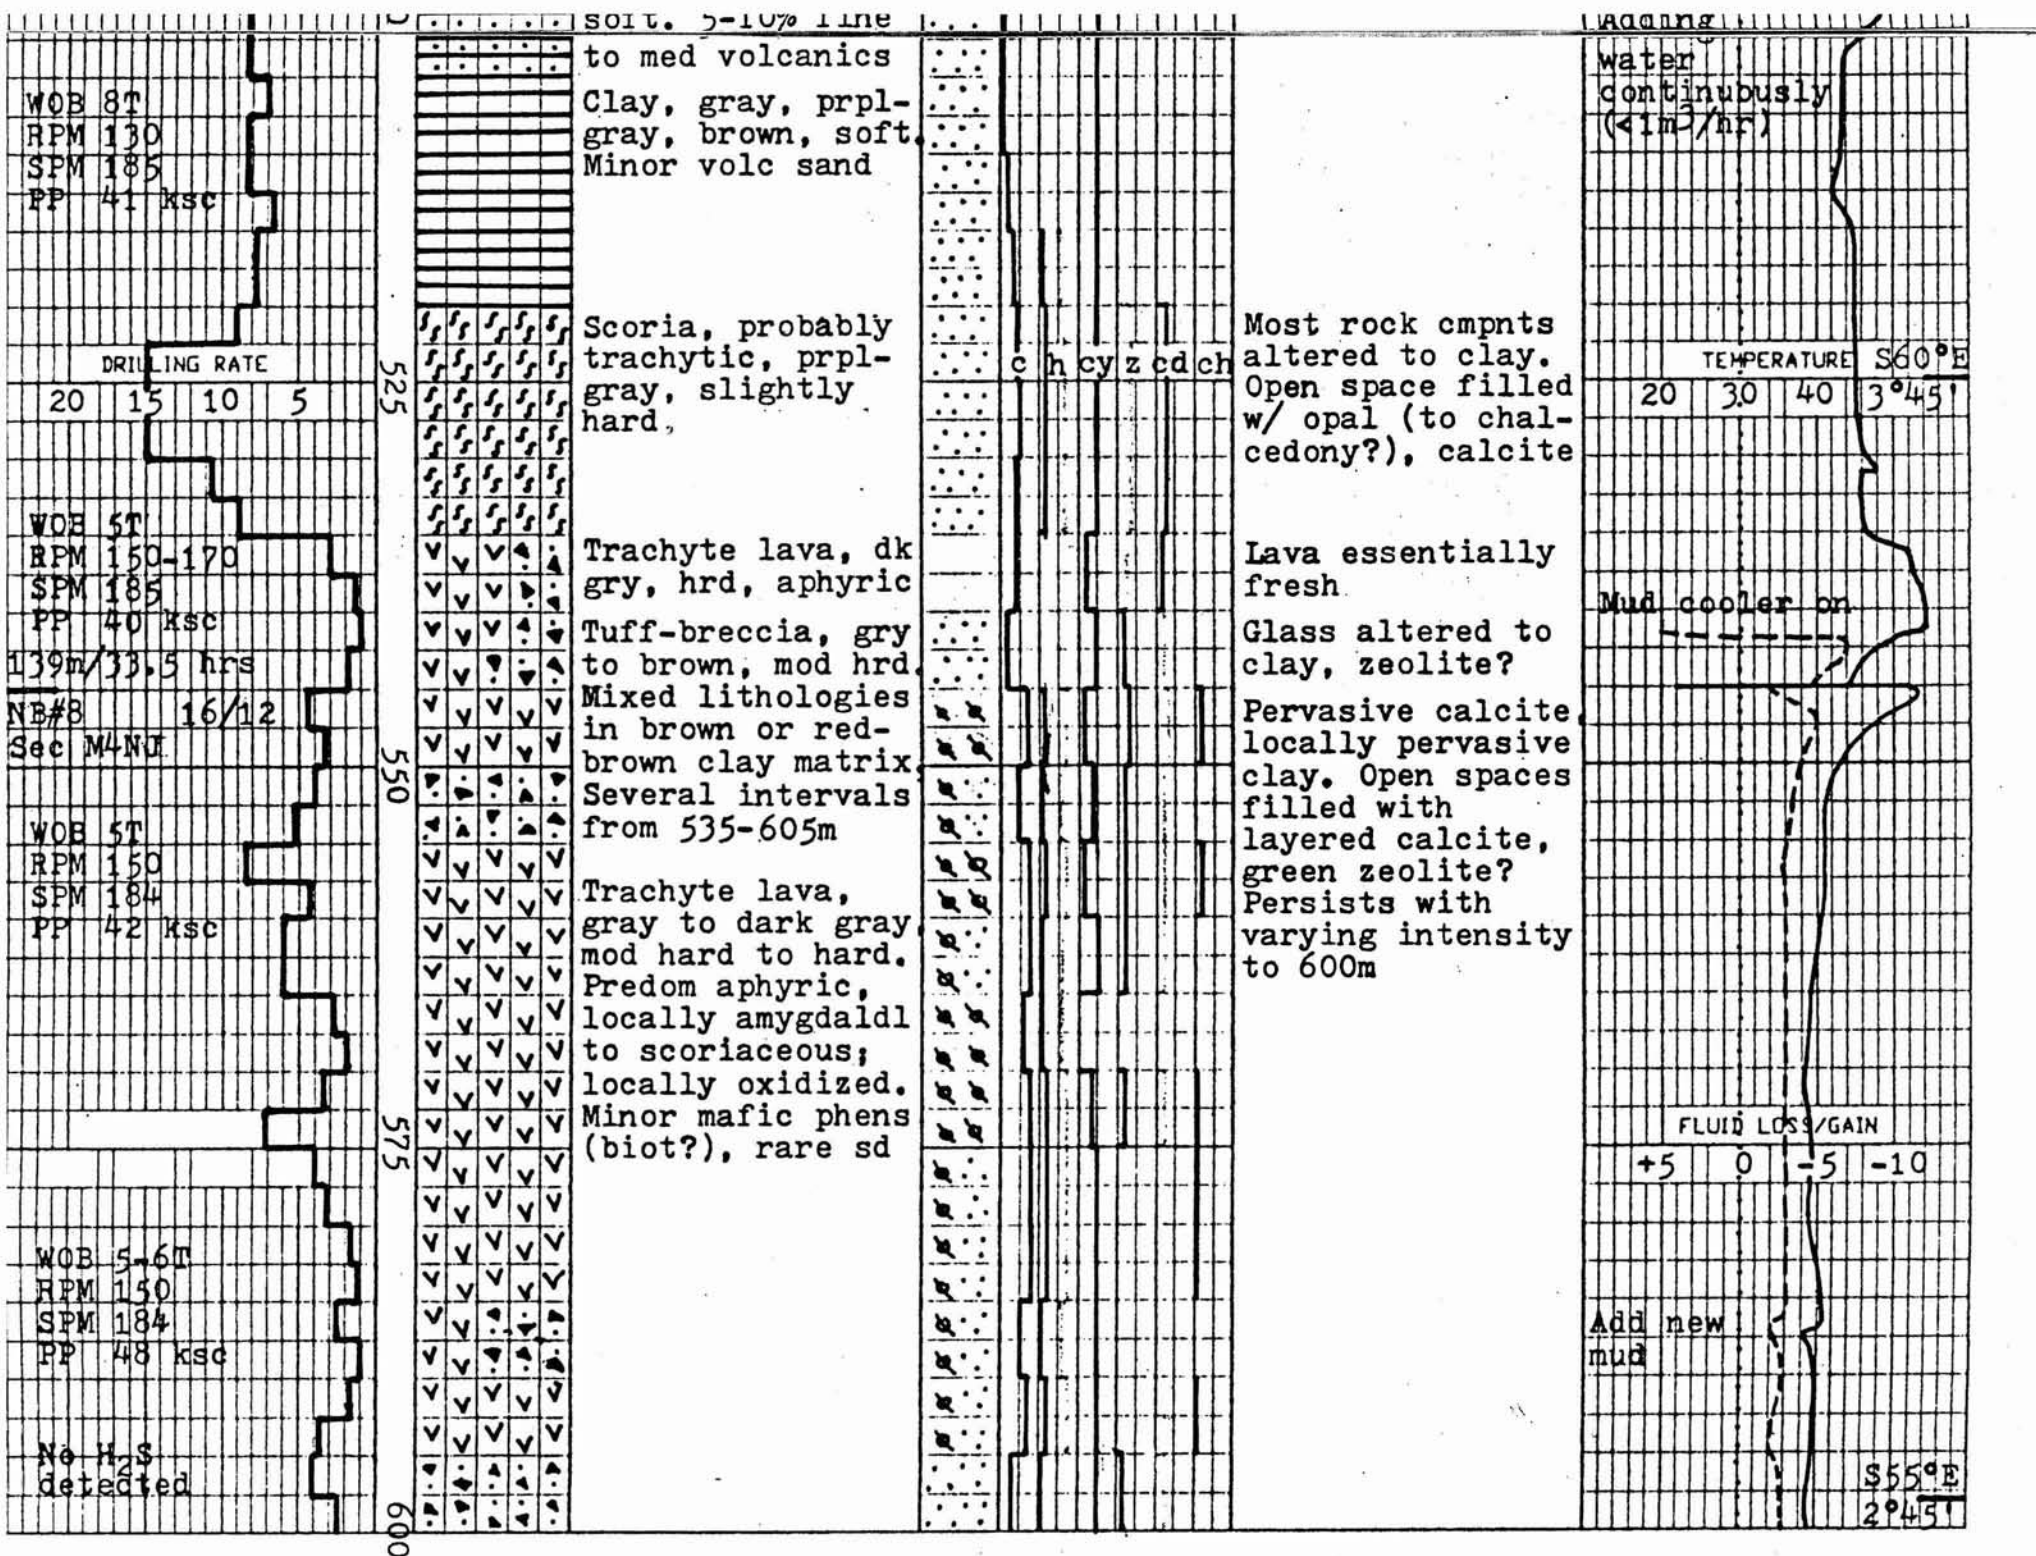 soft. 5-10% fine
to med volcanics
Clay, gray, prpl-
gray, brown, soft.
Minor volc sand
Adding
water
continubusly
(<1m3/hr)
WOB 8T
RPM 130
SPM 185
PP 41 ksc
Scoria, probably
trachytic, prpl-
gray, slightly
hard,
DRILLING RATE
20 15 10 5
525
c h cy z cd ch
Most rock cmpnts
altered to clay.
Open space filled
w/ opal (to chal-
cedony?), calcite
TEMPERATURE S60°E
20 30 40 3°45'
WOB 5T
RPM 150-170
SPM 185
PP 40 ksc
139m/33.5 hrs
NB#8 16/12
Sec M4NJ
Trachyte lava, dk
gry, hrd, aphyric
Tuff-breccia, gry
to brown, mod hrd.
Mixed lithologies
in brown or red-
brown clay matrix.
Several intervals
from 535-605m
Lava essentially
fresh
Glass altered to
clay, zeolite?
Pervasive calcite,
locally pervasive
clay. Open spaces
filled with
layered calcite,
green zeolite?
Persists with
varying intensity
to 600m
Mud cooler on
550
WOB 5T
RPM 150
SPM 184
PP 42 ksc
Trachyte lava,
gray to dark gray,
mod hard to hard.
Predom aphyric,
locally amygdaldl
to scoriaceous;
locally oxidized.
Minor mafic phens
(biot?), rare sd
575
FLUID LOSS/GAIN
+5 0 -5 -10
WOB 5-6T
RPM 150
SPM 184
PP 48 ksc
No H2S
detected
Add new
mud
S55°E
2°45'
600